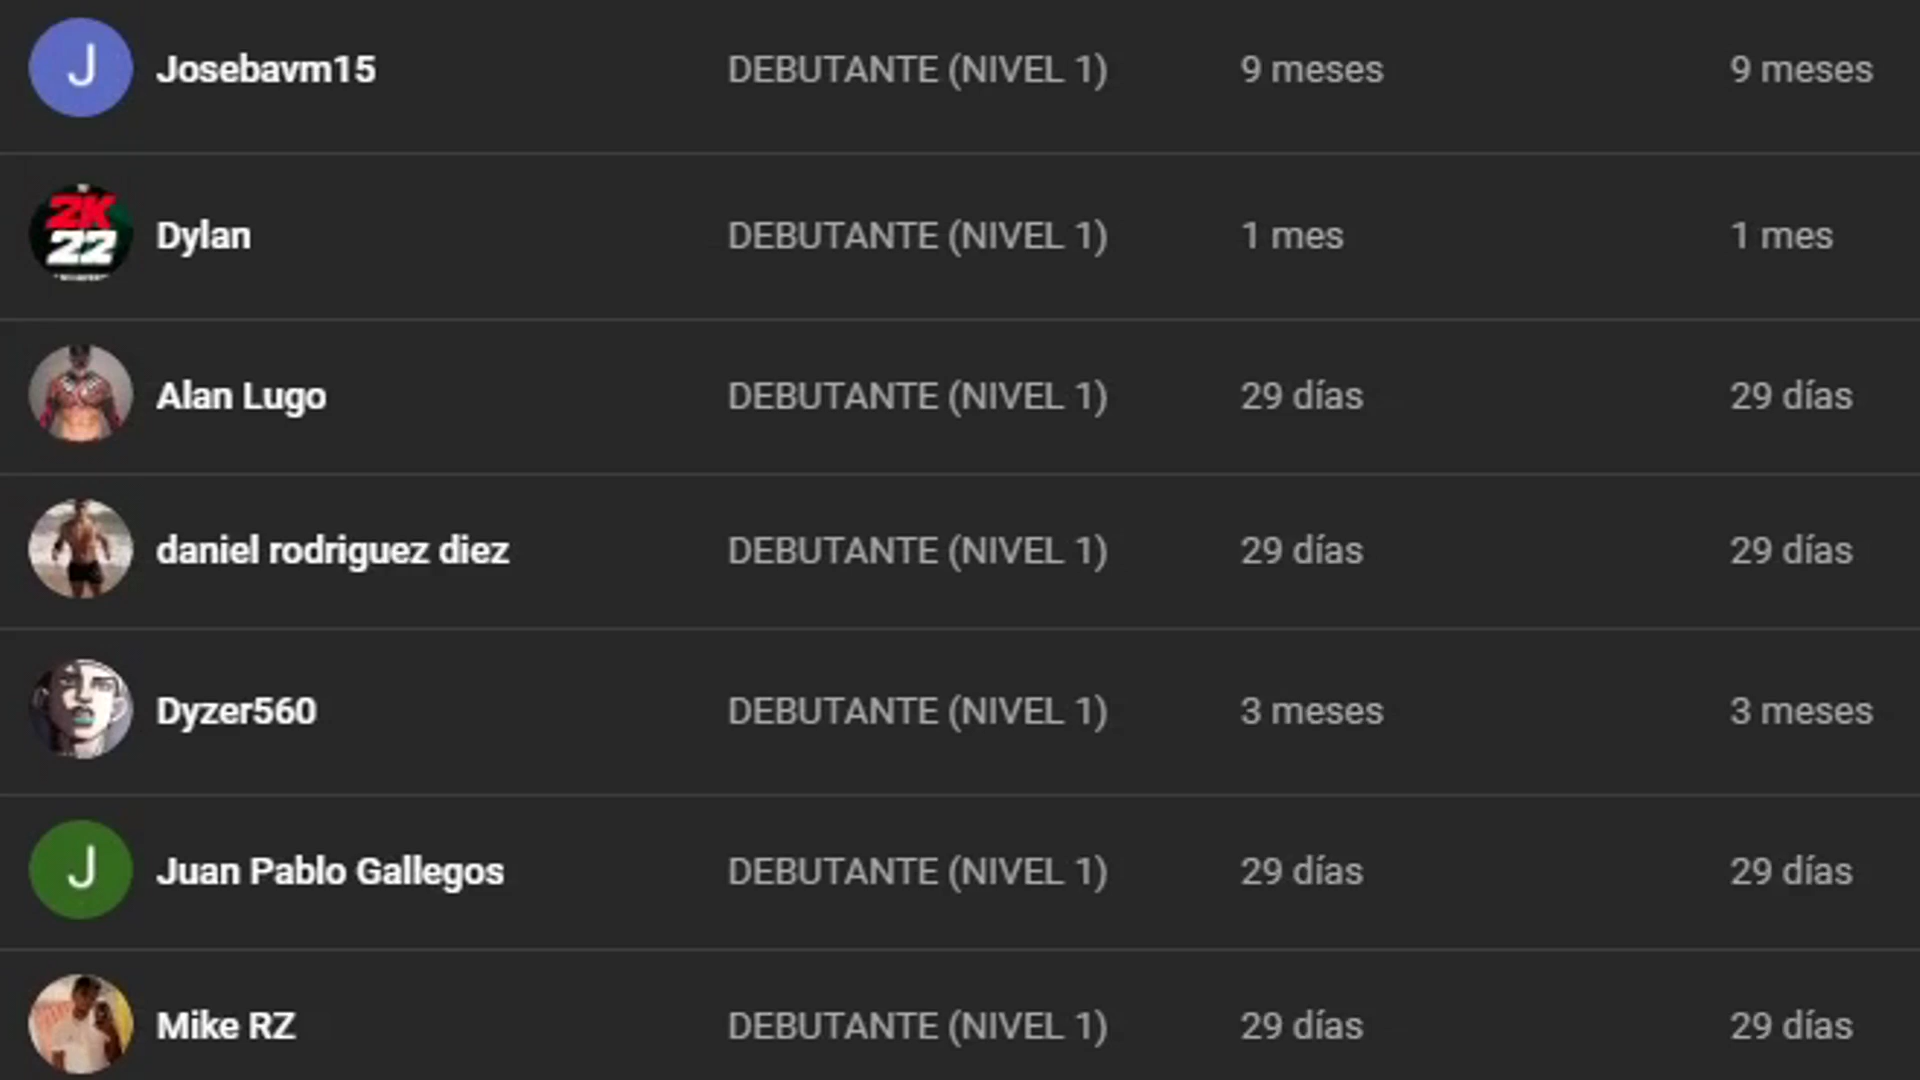 J Josebavm15 DEBUTANTE (NIVEL 1) 9 meses 9 meses
2K
22
Dylan DEBUTANTE (NIVEL 1) 1 mes 1 mes
Alan Lugo DEBUTANTE (NIVEL 1) 29 días 29 días
daniel rodriguez diez DEBUTANTE (NIVEL 1) 29 días 29 días
Dyzer560 DEBUTANTE (NIVEL 1) 3 meses 3 meses
J Juan Pablo Gallegos DEBUTANTE (NIVEL 1) 29 días 29 días
Mike RZ DEBUTANTE (NIVEL 1) 29 días 29 días